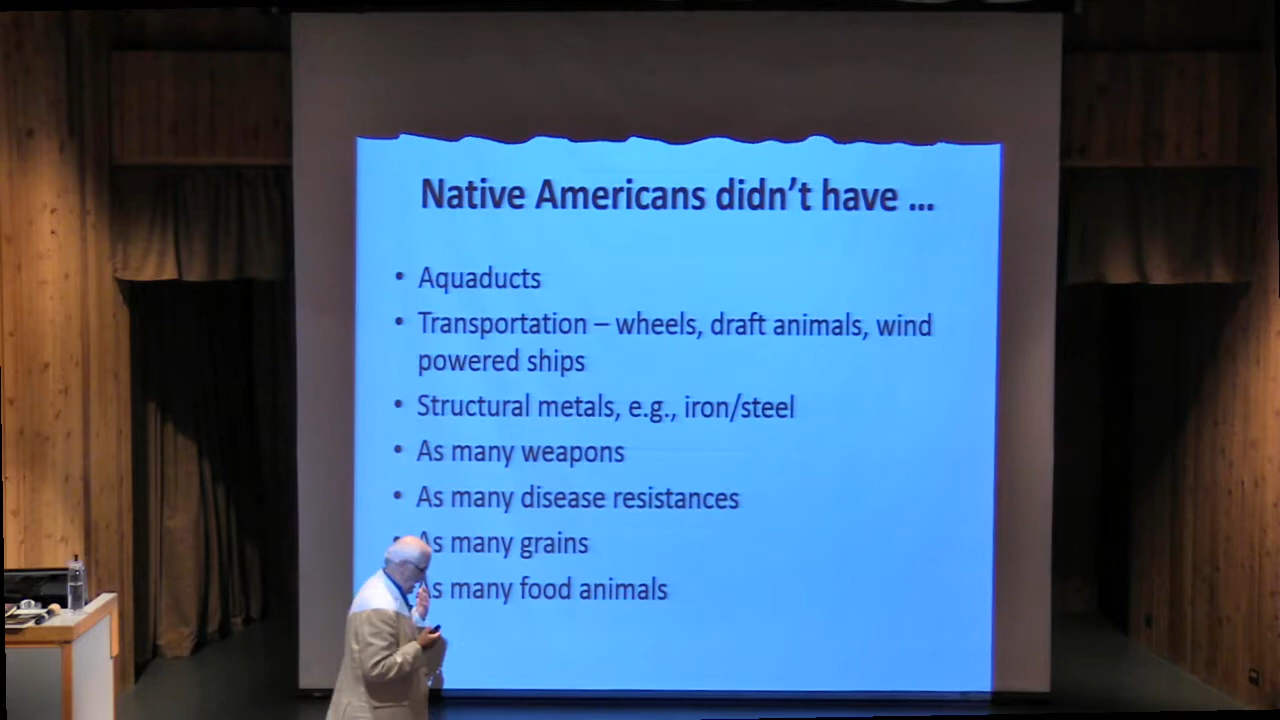 Native Americans didn't have ...
• Aquaducts
• Transportation – wheels, draft animals, wind
powered ships
• Structural metals, e.g., iron/steel
• As many weapons
• As many disease resistances
• As many grains
As many food animals